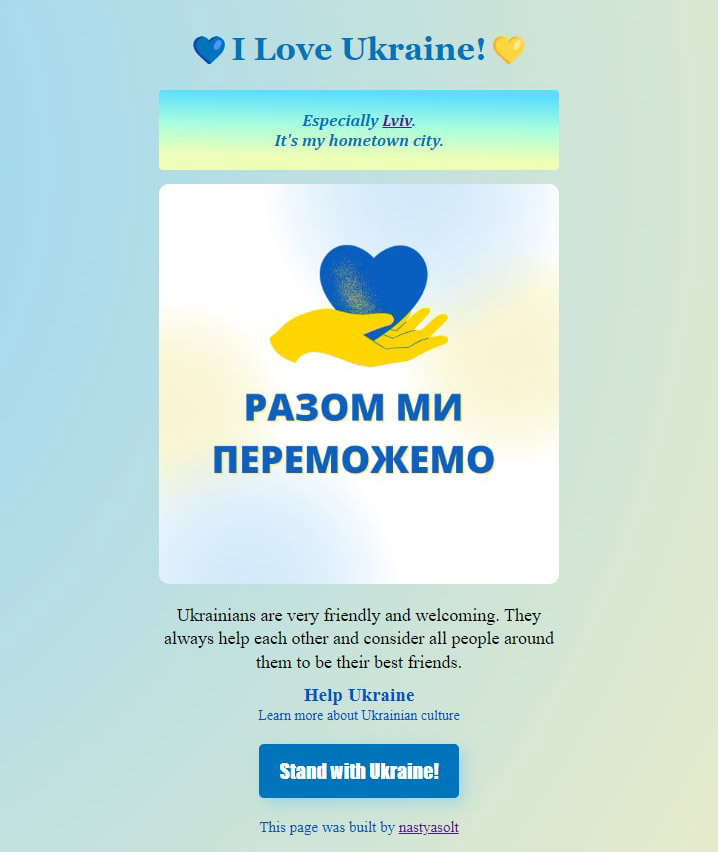 💙 I Love Ukraine! 💛
Especially Lviv.
It's my hometown city.
РАЗОМ МИ
ПЕРЕМОЖЕМО
Ukrainians are very friendly and welcoming. They
always help each other and consider all people around
them to be their best friends.
Help Ukraine
Learn more about Ukrainian culture
Stand with Ukraine!
This page was built by nastyasolt